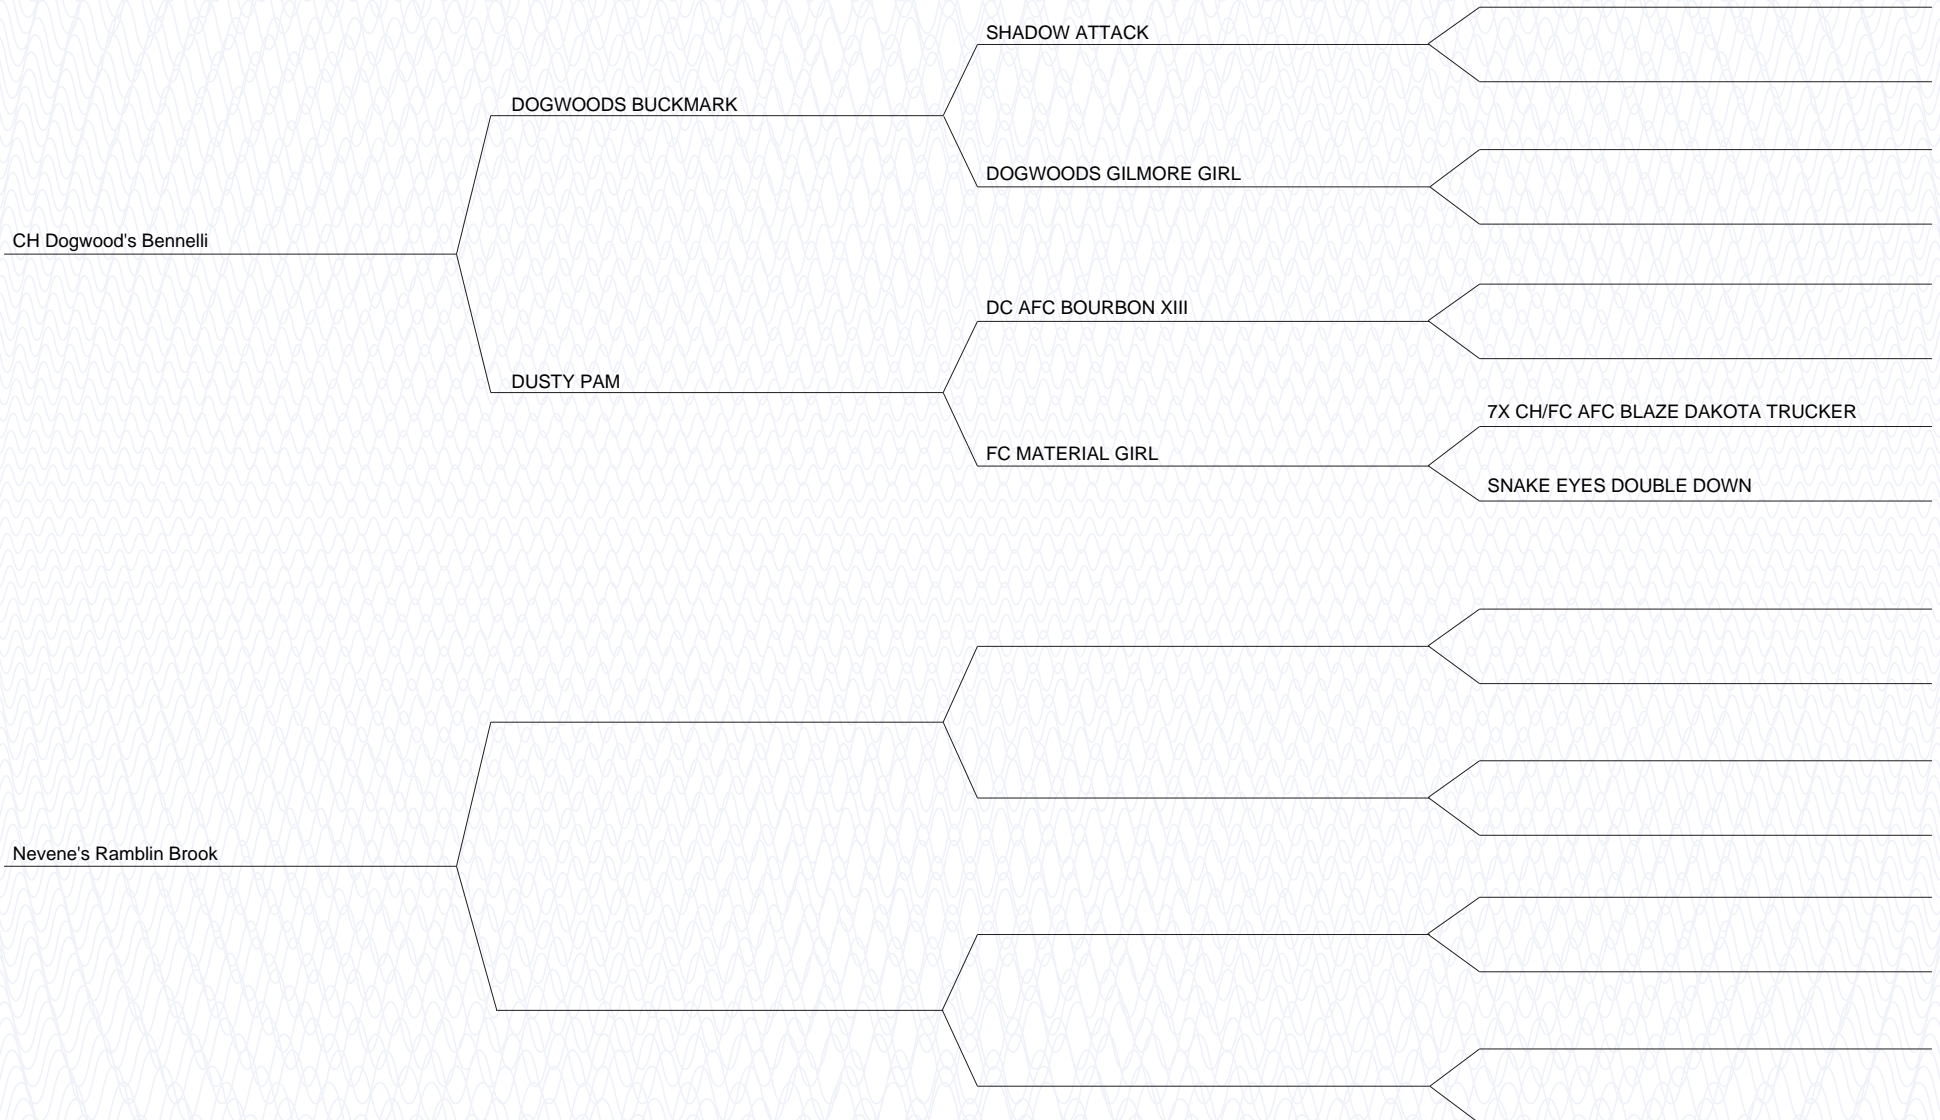 SHADOW ATTACK
DOGWOODS BUCKMARK
DOGWOODS GILMORE GIRL
CH Dogwood's Bennelli
DC AFC BOURBON XIII
DUSTY PAM
7X CH/FC AFC BLAZE DAKOTA TRUCKER
FC MATERIAL GIRL
SNAKE EYES DOUBLE DOWN
Nevene's Ramblin Brook